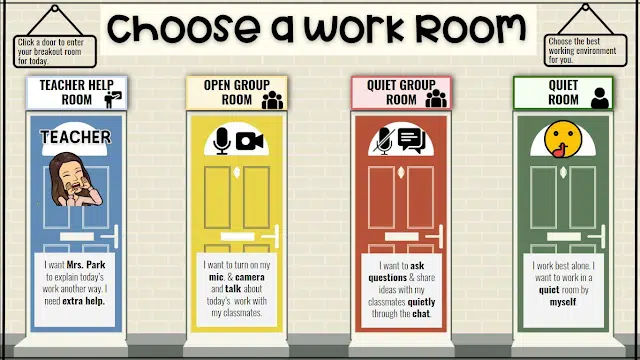 Choose a Work Room
Click a door to enter
your breakout room
for today.
Choose the best
working environment
for you.
TEACHER HELP
ROOM
OPEN GROUP
ROOM
QUIET GROUP
ROOM
QUIET
ROOM
TEACHER
I want Mrs. Park
to explain today's
work another way. I
need extra help.
I want to turn on my
mic. & camera
and talk about
today's work with
my classmates.
I want to ask
questions & share
ideas with my
classmates quietly
through the chat.
I work best alone. I
want to work in a
quiet room by
myself.